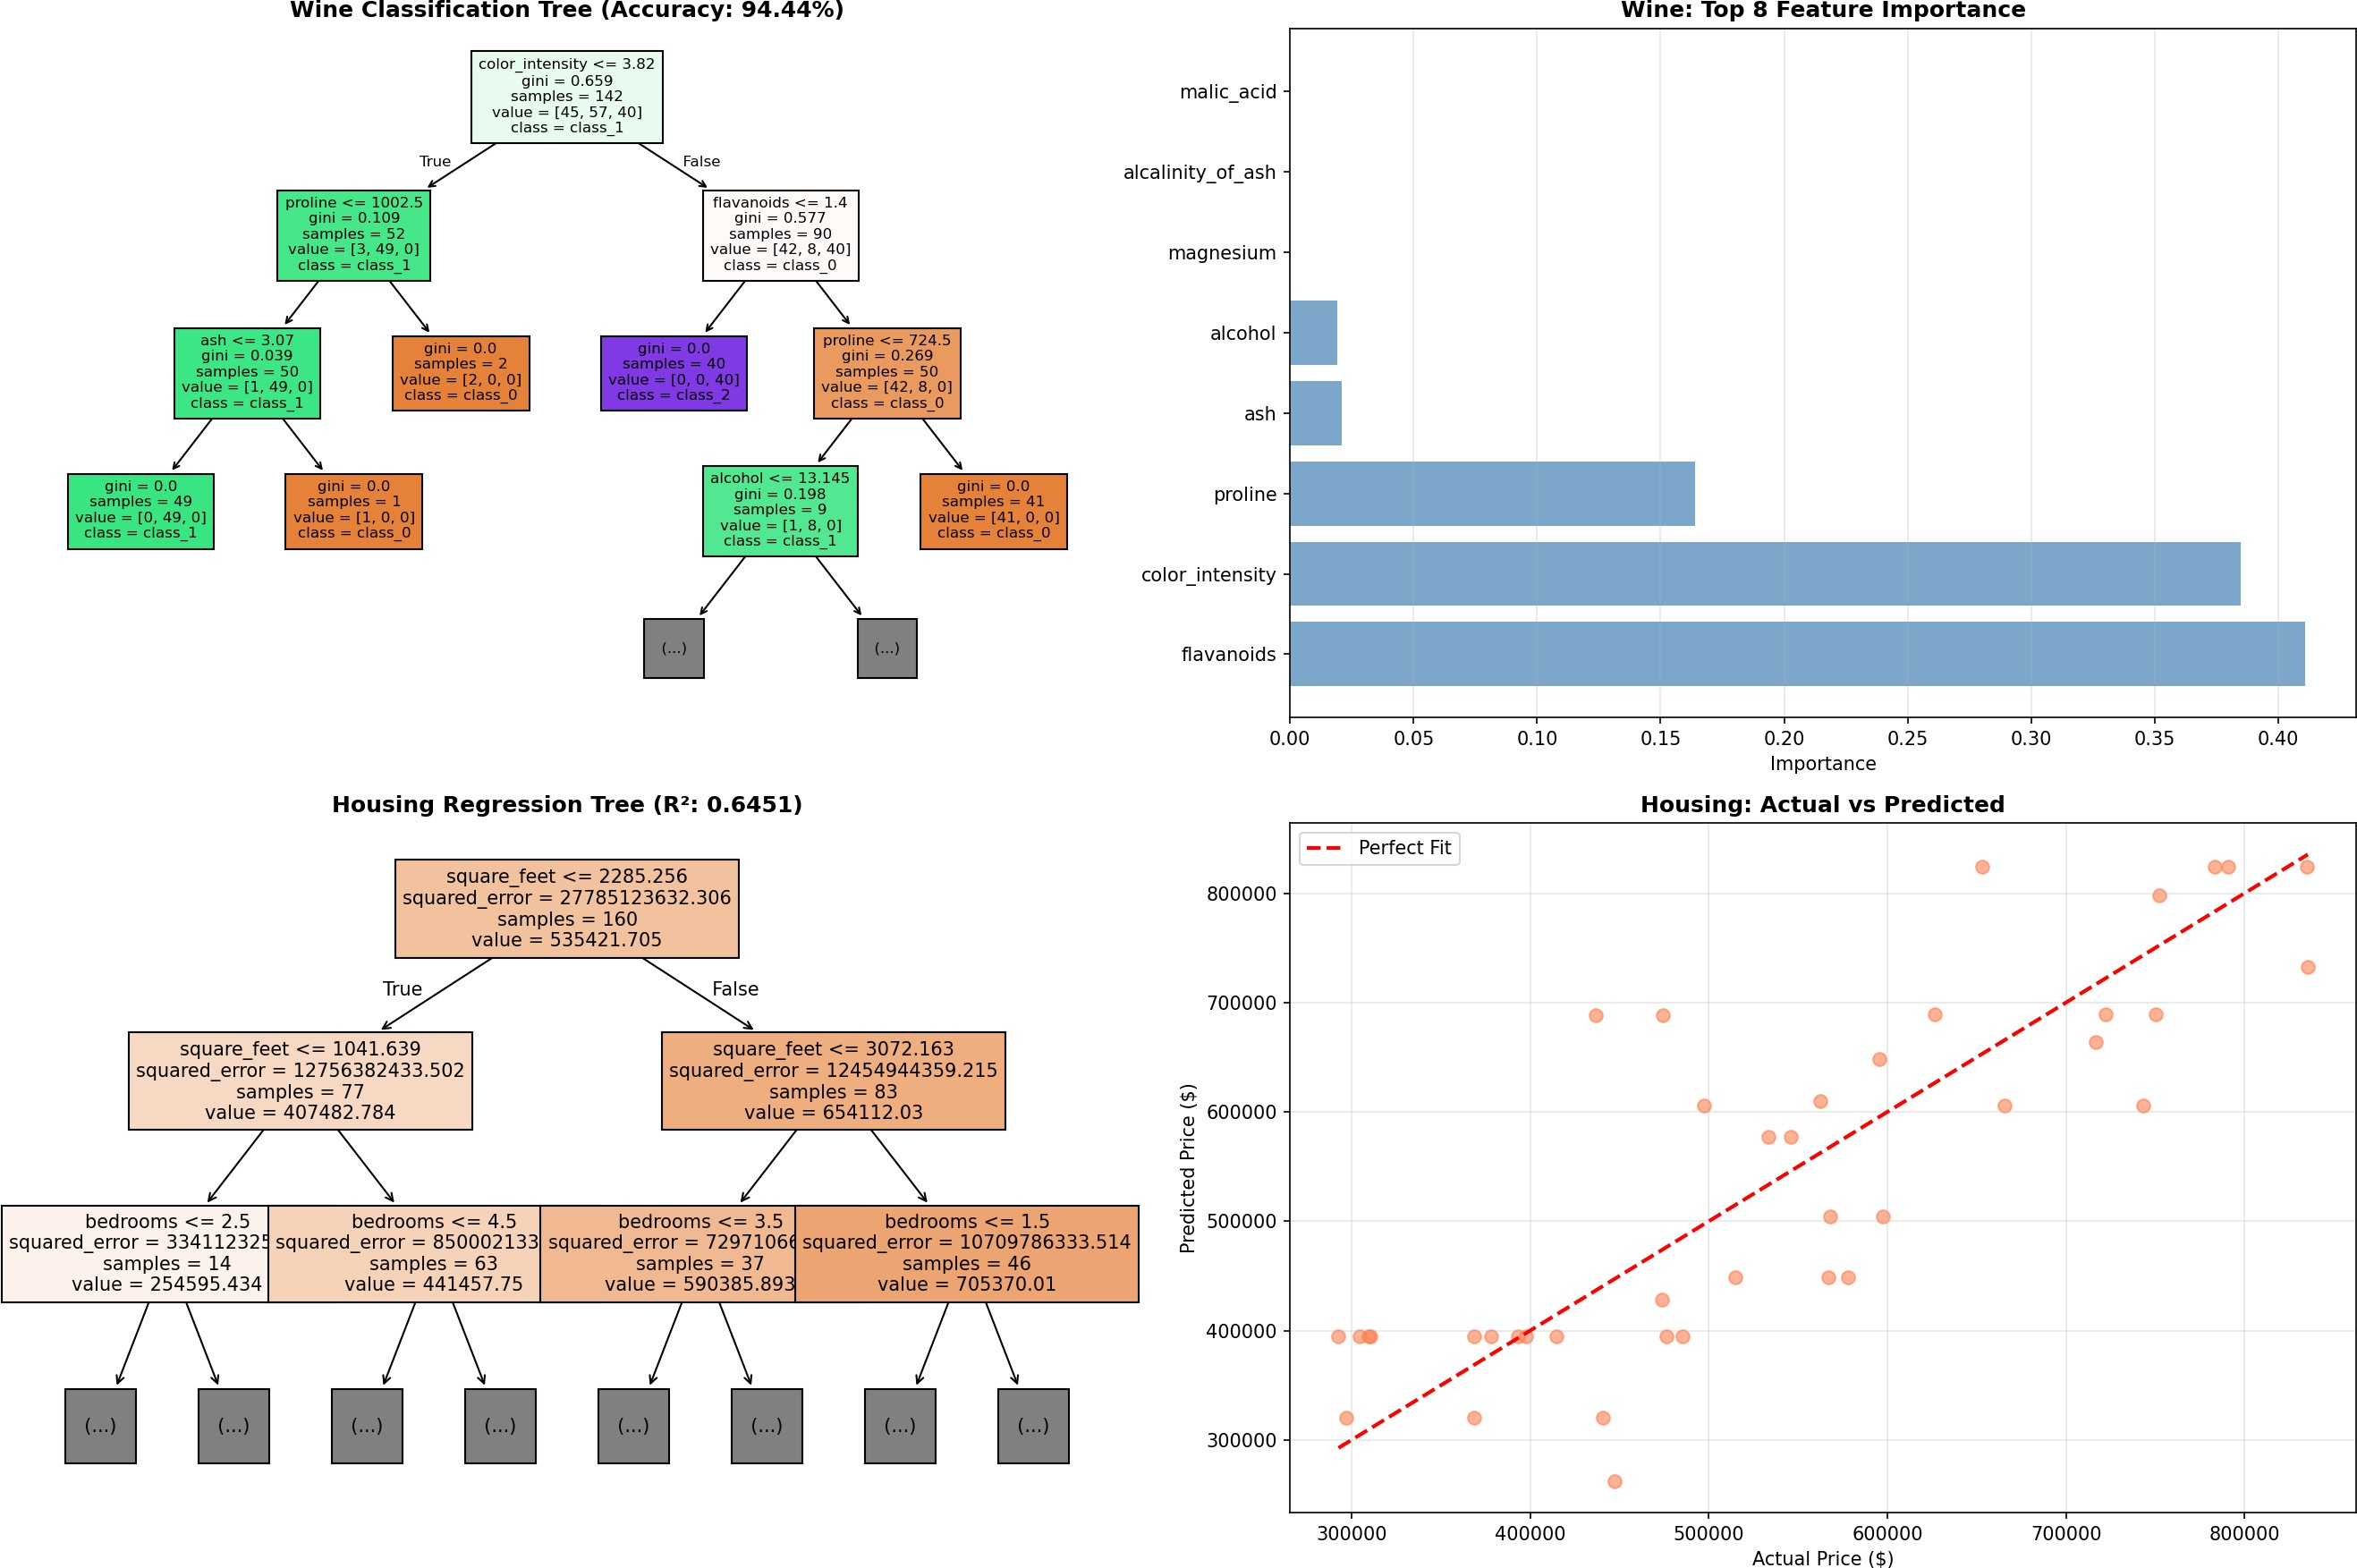 Wine Classification Tree (Accuracy: 94.44%)
color_intensity <= 3.82
gini = 0.659
samples = 142
value = [45, 57, 40]
class = class_1
True
False
proline <= 1002.5
gini = 0.109
samples = 52
value = [3, 49, 0]
class = class_1
flavanoids <= 1.4
gini = 0.577
samples = 90
value = [42, 8, 40]
class = class_0
ash <= 3.07
gini = 0.039
samples = 50
value = [1, 49, 0]
class = class_1
gini = 0.0
samples = 2
value = [2, 0, 0]
class = class_0
gini = 0.0
samples = 40
value = [0, 0, 40]
class = class_2
proline <= 724.5
gini = 0.269
samples = 50
value = [42, 8, 0]
class = class_0
gini = 0.0
samples = 49
value = [0, 49, 0]
class = class_1
gini = 0.0
samples = 1
value = [1, 0, 0]
class = class_0
alcohol <= 13.145
gini = 0.198
samples = 9
value = [1, 8, 0]
class = class_1
gini = 0.0
samples = 41
value = [41, 0, 0]
class = class_0
(...)
(...)
Wine: Top 8 Feature Importance
malic_acid
alcalinity_of_ash
magnesium
alcohol
ash
proline
color_intensity
flavanoids
0.00 0.05 0.10 0.15 0.20 0.25 0.30 0.35 0.40
Importance
Housing Regression Tree (R²: 0.6451)
square_feet <= 2285.256
squared_error = 27785123632.306
samples = 160
value = 535421.705
True
False
square_feet <= 1041.639
squared_error = 12756382433.502
samples = 77
value = 407482.784
square_feet <= 3072.163
squared_error = 12454944359.215
samples = 83
value = 654112.03
bedrooms <= 2.5
squared_error = 334112325
samples = 14
value = 254595.434
bedrooms <= 4.5
squared_error = 850002133
samples = 63
value = 441457.75
bedrooms <= 3.5
squared_error = 72971066
samples = 37
value = 590385.893
bedrooms <= 1.5
squared_error = 10709786333.514
samples = 46
value = 705370.01
(...)
(...)
(...)
(...)
(...)
(...)
(...)
(...)
Housing: Actual vs Predicted
Perfect Fit
800000
700000
600000
500000
400000
300000
Predicted Price ($)
300000 400000 500000 600000 700000 800000
Actual Price ($)